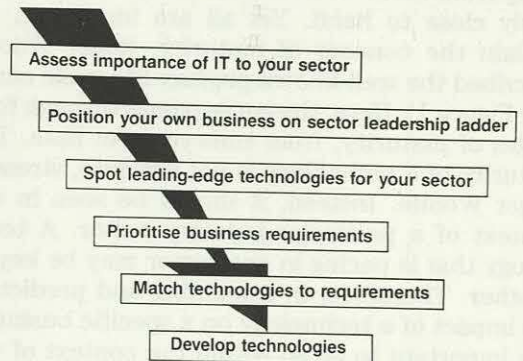 Assess importance of IT to your sector
Position your own business on sector leadership ladder
Spot leading-edge technologies for your sector
Prioritise business requirements
Match technologies to requirements
Develop technologies